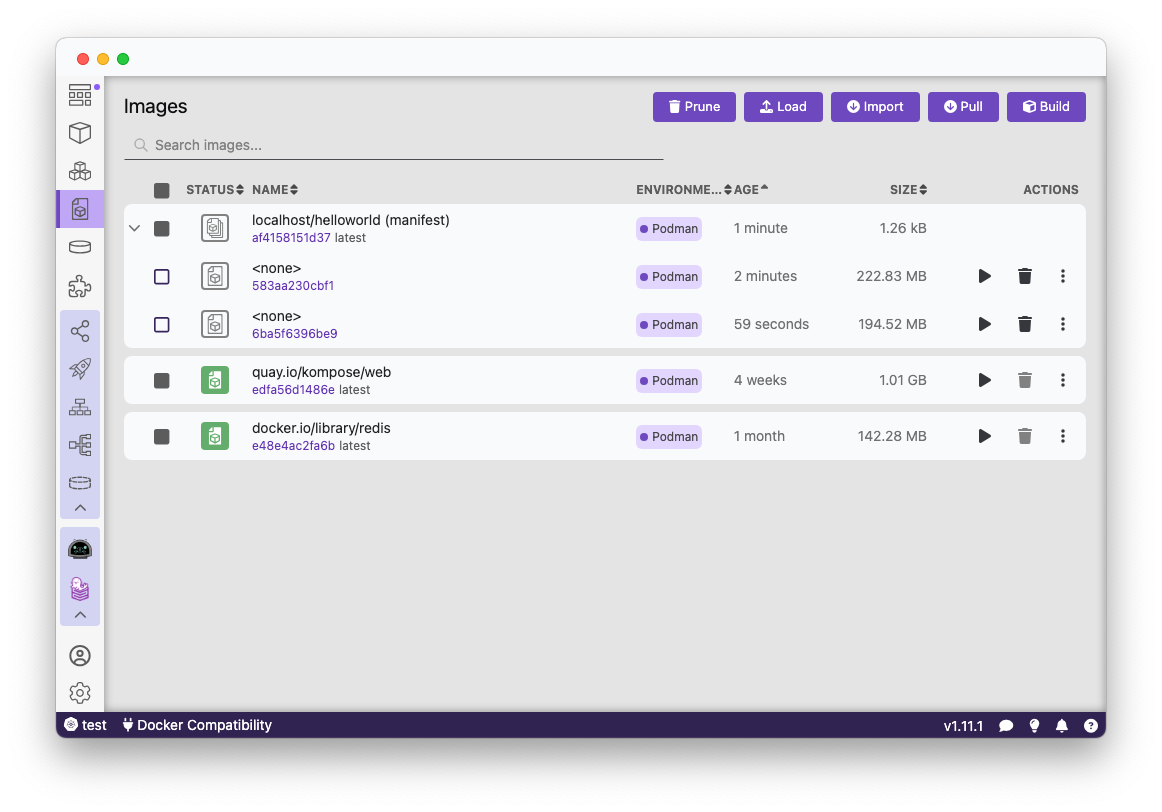 Images
Prune
Load
Import
Pull
Build
Search images...
STATUS NAME ENVIRONME... AGE SIZE ACTIONS
localhost/helloworld (manifest)
af4158151d37 latest
Podman
1 minute
1.26 kB
<none>
583aa230cbf1
Podman
2 minutes
222.83 MB
<none>
6ba5f6396be9
Podman
59 seconds
194.52 MB
quay.io/kompose/web
edfa56d1486e latest
Podman
4 weeks
1.01 GB
docker.io/library/redis
e48e4ac2fa6b latest
Podman
1 month
142.28 MB
test
Docker Compatibility
v1.11.1